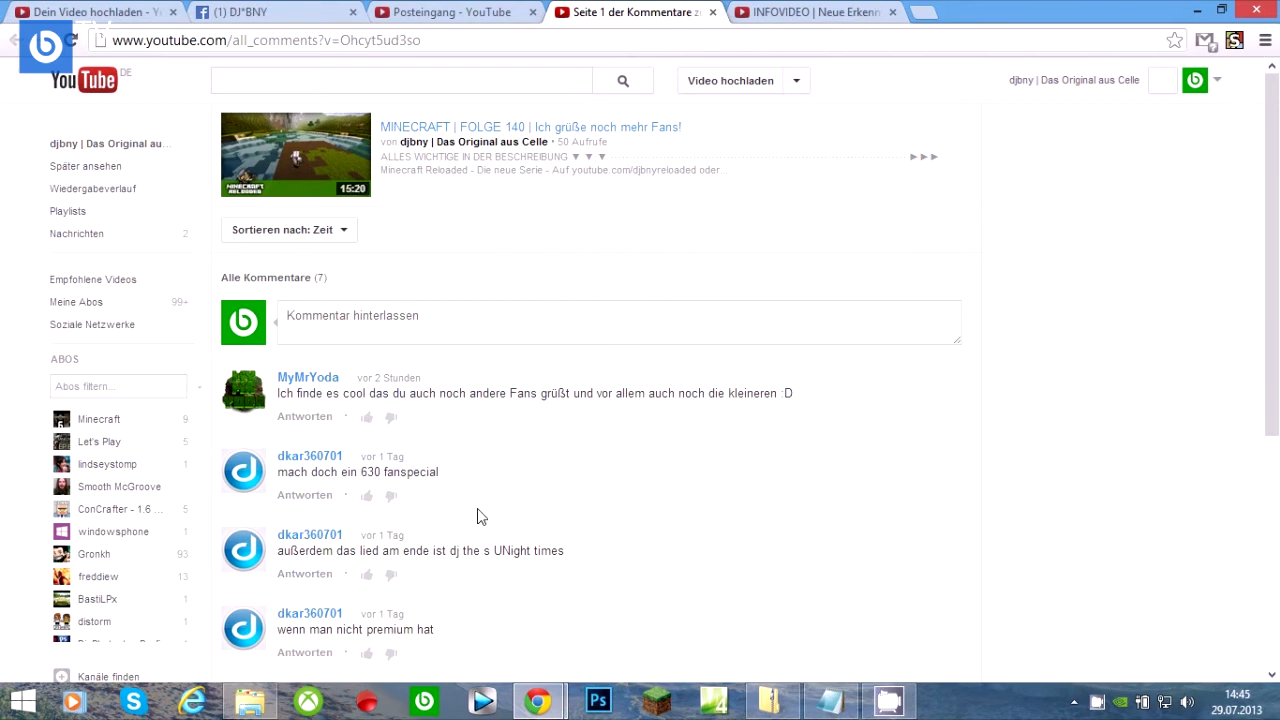 Dein Video -
(1) DJ*BNY
Posteingang -
Seite 1 der Kommentare z
INFOVIDEO | Neue Erkenn
www.youtube.com/all_comments?v=Ohcyt5ud3so
YouTube DE
Video hochladen
djbny | Das Original aus Celle
djbny | Das Original au...
Später ansehen
Wiedergabeverlauf
Playlists
Nachrichten 2
Empfohlene Videos
Meine Abos 99+
Soziale Netzwerke
ABOS
Abos filtern...
Minecraft 9
Let's Play 5
lindseystomp 1
Smooth McGroove
ConCrafter - 1.6 ... 5
windowsphone 1
Gronkh 93
freddiew 13
BastiLPx 1
distorm 1
Kanäle finden
MINECRAFT | FOLGE 140 | Ich grüße noch mehr Fans!
von djbny | Das Original aus Celle • 50 Aufrufe
ALLES WICHTIGE IN DER BESCHREIBUNG ▼ ▼ ▼ ►►►
Minecraft Reloaded - Die neue Serie - Auf youtube.com/djbnyreloaded oder...
MINECRAFT
RELOADED
15:20
Sortieren nach: Zeit
Alle Kommentare (7)
Kommentar hinterlassen
MyMrYoda vor 2 Stunden
Ich finde es cool das du auch noch andere Fans grüßt und vor allem auch noch die kleineren :D
Antworten ·
dkar360701 vor 1 Tag
mach doch ein 630 fanspecial
Antworten ·
dkar360701 vor 1 Tag
außerdem das lied am ende ist dj the s UNight times
Antworten ·
dkar360701 vor 1 Tag
wenn man nicht premium hat
Antworten ·
Ps
4
14:45
29.07.2013